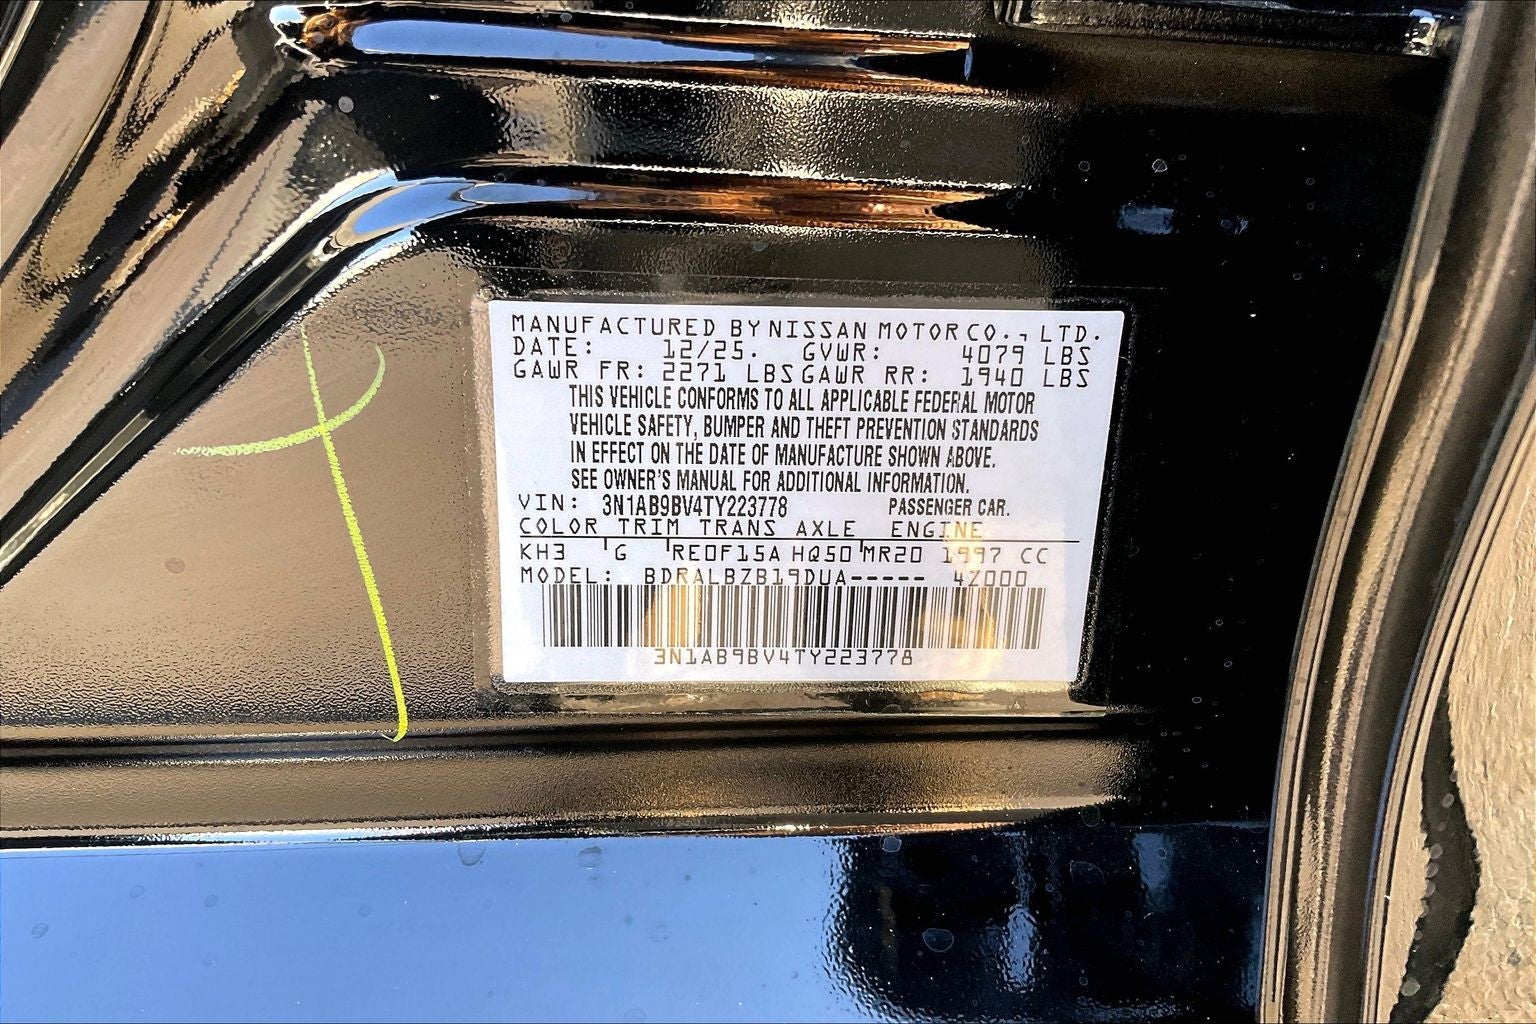 MANUFACTURED BY NISSAN MOTOR CO., LTD.
DATE: 12/25. GVWR: 4079 LBS
GAWR FR: 2271 LBS GAWR RR: 1940 LBS
THIS VEHICLE CONFORMS TO ALL APPLICABLE FEDERAL MOTOR
VEHICLE SAFETY, BUMPER AND THEFT PREVENTION STANDARDS
IN EFFECT ON THE DATE OF MANUFACTURE SHOWN ABOVE.
SEE OWNER'S MANUAL FOR ADDITIONAL INFORMATION.
VIN: 3N1AB9BV4TY223778 PASSENGER CAR.
COLOR TRIM TRANS AXLE ENGINE
KH3 G RE0F15A HQ50 MR20 1997 CC
MODEL: BDRALBZB19DUA----- 4Z000
3N1AB9BV4TY223778